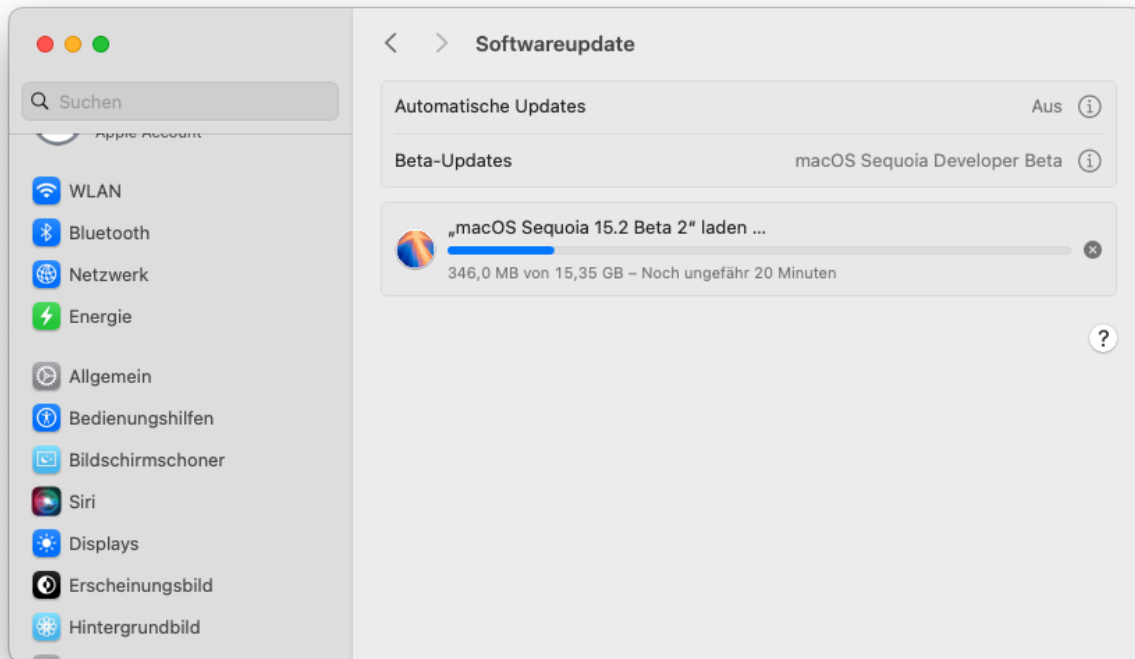 Suchen
Apple Account
WLAN
Bluetooth
Netzwerk
Energie
Allgemein
Bedienungshilfen
Bildschirmschoner
Siri
Displays
Erscheinungsbild
Hintergrundbild
Softwareupdate
Automatische Updates Aus
Beta-Updates macOS Sequoia Developer Beta
„macOS Sequoia 15.2 Beta 2“ laden ...
346,0 MB von 15,35 GB – Noch ungefähr 20 Minuten
?